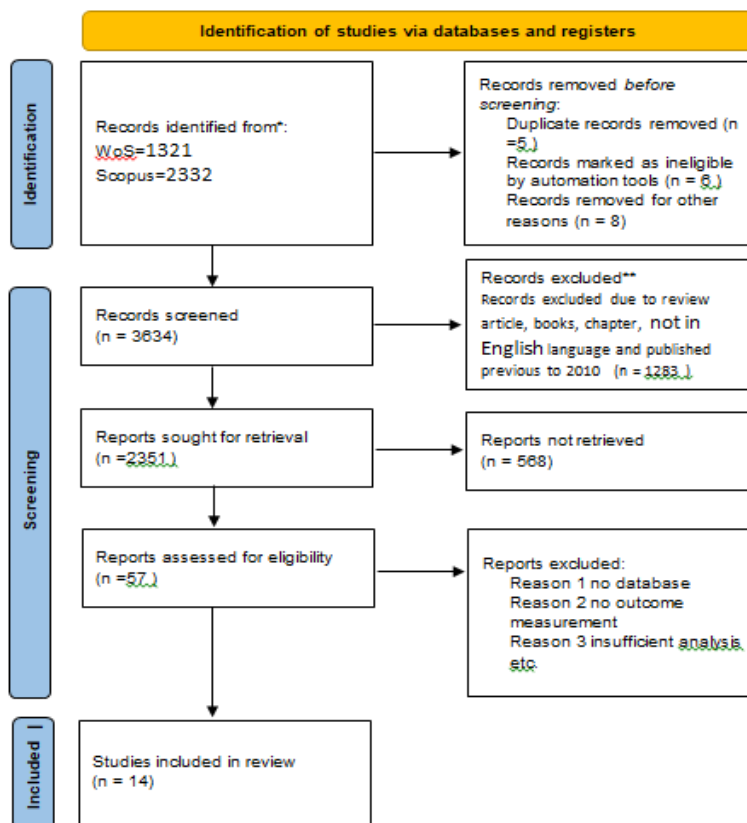 Identification of studies via databases and registers
Identification
Records identified from*:
WoS=1321
Scopus=2332
Records removed before
screening:
Duplicate records removed (n
=5 )
Records marked as ineligible
by automation tools (n = 6 )
Records removed for other
reasons (n = 8)
Screening
Records screened
(n = 3634)
Records excluded**
Records excluded due to review
article, books, chapter, not in
English language and published
previous to 2010 (n = 1283 )
Reports sought for retrieval
(n =2351 )
Reports not retrieved
(n = 568)
Reports assessed for eligibility
(n =57 )
Reports excluded:
Reason 1 no database
Reason 2 no outcome
measurement
Reason 3 insufficient analysis
etc.
Included
Studies included in review
(n = 14)